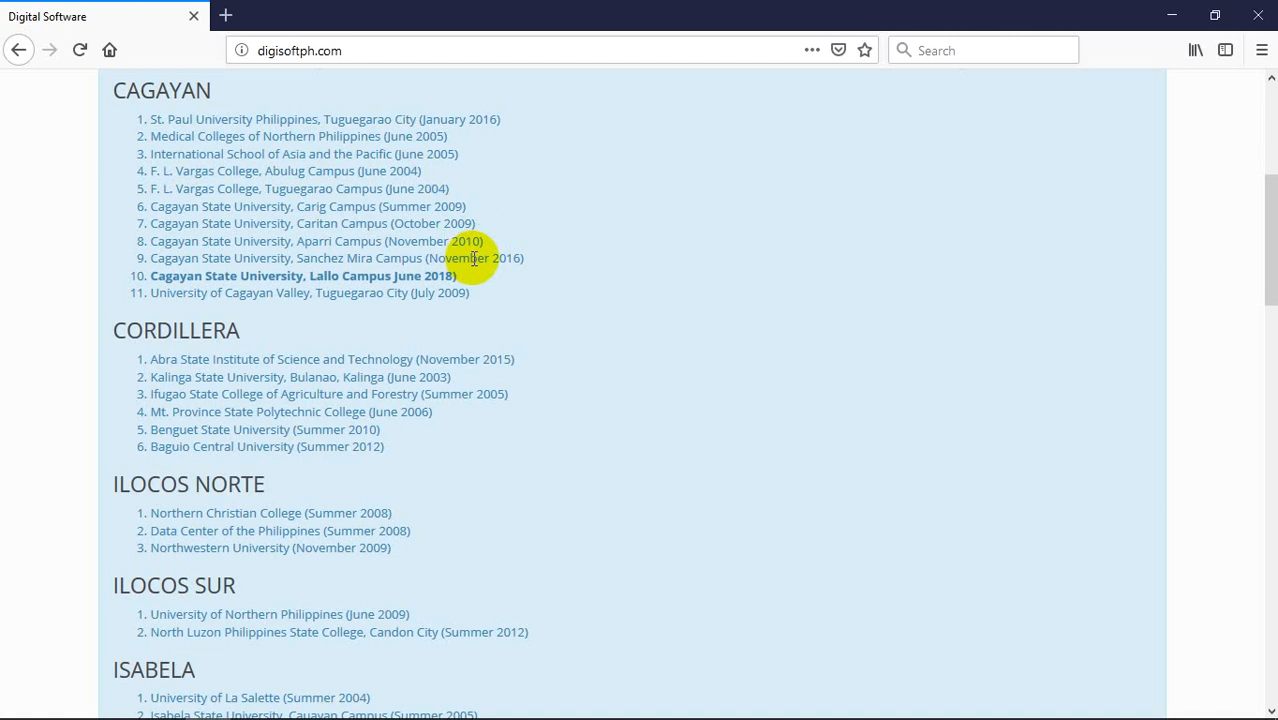 Digital Software
digisoftph.com
Search
CAGAYAN
1. St. Paul University Philippines, Tuguegarao City (January 2016)
2. Medical Colleges of Northern Philippines (June 2005)
3. International School of Asia and the Pacific (June 2005)
4. F. L. Vargas College, Abulug Campus (June 2004)
5. F. L. Vargas College, Tuguegarao Campus (June 2004)
6. Cagayan State University, Carig Campus (Summer 2009)
7. Cagayan State University, Caritan Campus (October 2009)
8. Cagayan State University, Aparri Campus (November 2010)
9. Cagayan State University, Sanchez Mira Campus (November 2016)
10. Cagayan State University, Lallo Campus June 2018)
11. University of Cagayan Valley, Tuguegarao City (July 2009)
CORDILLERA
1. Abra State Institute of Science and Technology (November 2015)
2. Kalinga State University, Bulanao, Kalinga (June 2003)
3. Ifugao State College of Agriculture and Forestry (Summer 2005)
4. Mt. Province State Polytechnic College (June 2006)
5. Benguet State University (Summer 2010)
6. Baguio Central University (Summer 2012)
ILOCOS NORTE
1. Northern Christian College (Summer 2008)
2. Data Center of the Philippines (Summer 2008)
3. Northwestern University (November 2009)
ILOCOS SUR
1. University of Northern Philippines (June 2009)
2. North Luzon Philippines State College, Candon City (Summer 2012)
ISABELA
1. University of La Salette (Summer 2004)
2. Isabela State University, Cauayan Campus (Summer 2005)